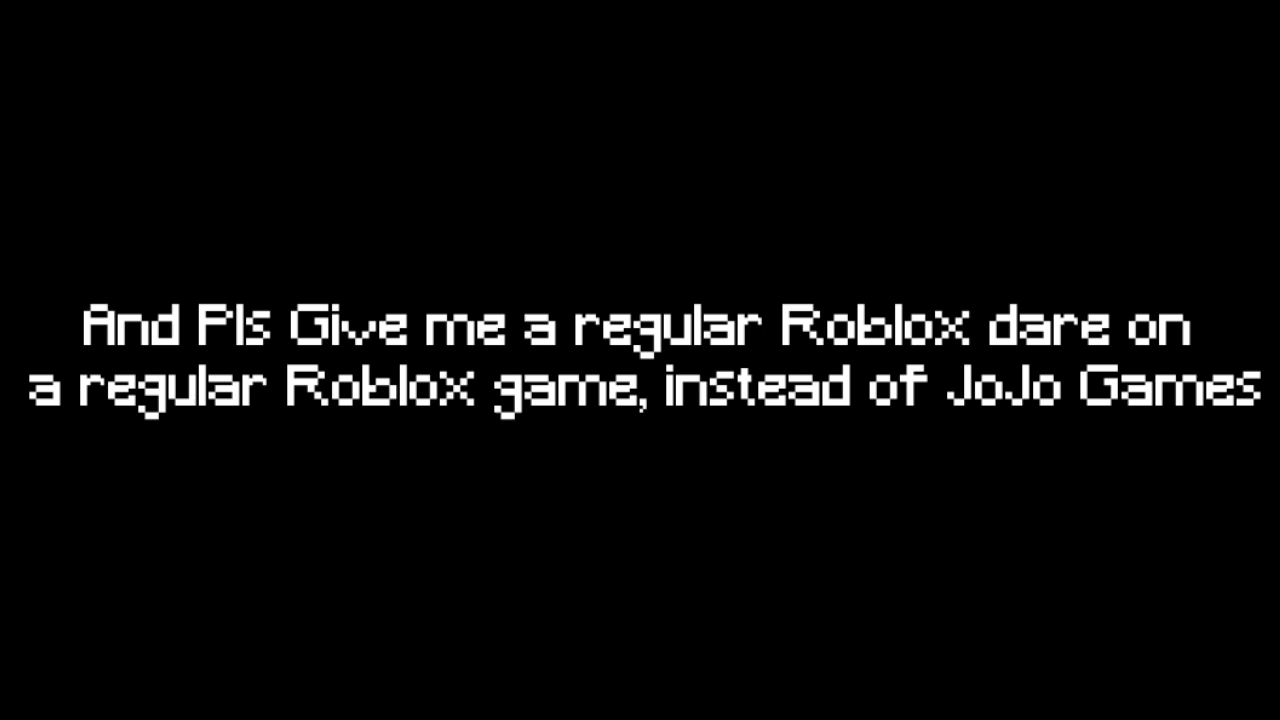 And Pls Give me a regular Roblox dare on
a regular Roblox game, instead of JoJo Games